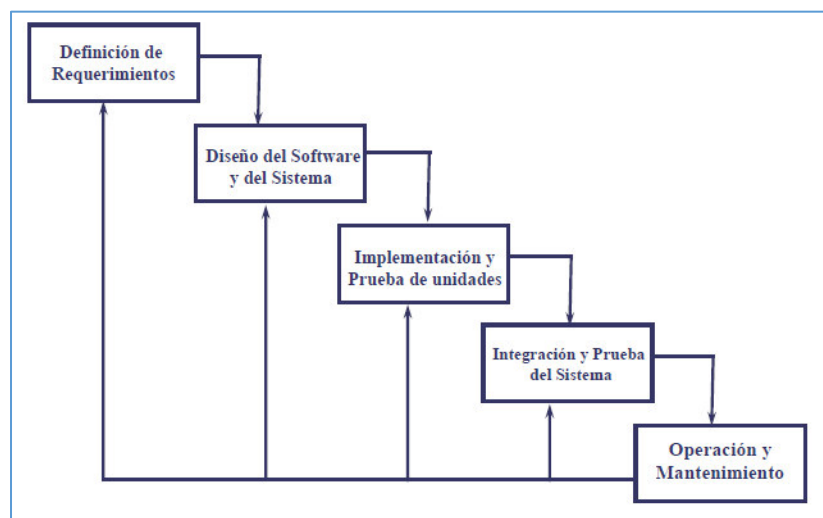 Definición de
Requerimientos
Diseño del Software
y del Sistema
Implementación y
Prueba de unidades
Integración y Prueba
del Sistema
Operación y
Mantenimiento